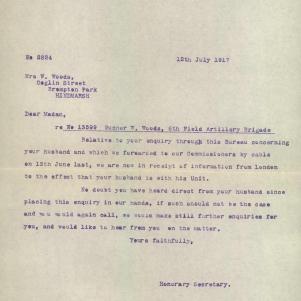 No 2224
12th July 1917
Mrs W. Woods,
Daglin Street
Brompton Park
HINDMARSH
Dear Madam,
re No 13599 Gunner W. Woods, 6th Field Artillery Brigade
Relative to your enquiry through this Bureau concerning
your husband and which we forwarded to our Commissioners by cable
on 13th June last, we are now in receipt of information from London
to the effect that your husband is with his Unit.
No doubt you have heard direct from your husband since
placing this enquiry in our hands, if such should not be the case
and you would again call, we would make still further enquiries for
you, and would like to hear from you on the matter.
Yours faithfully,
Honorary Secretary.